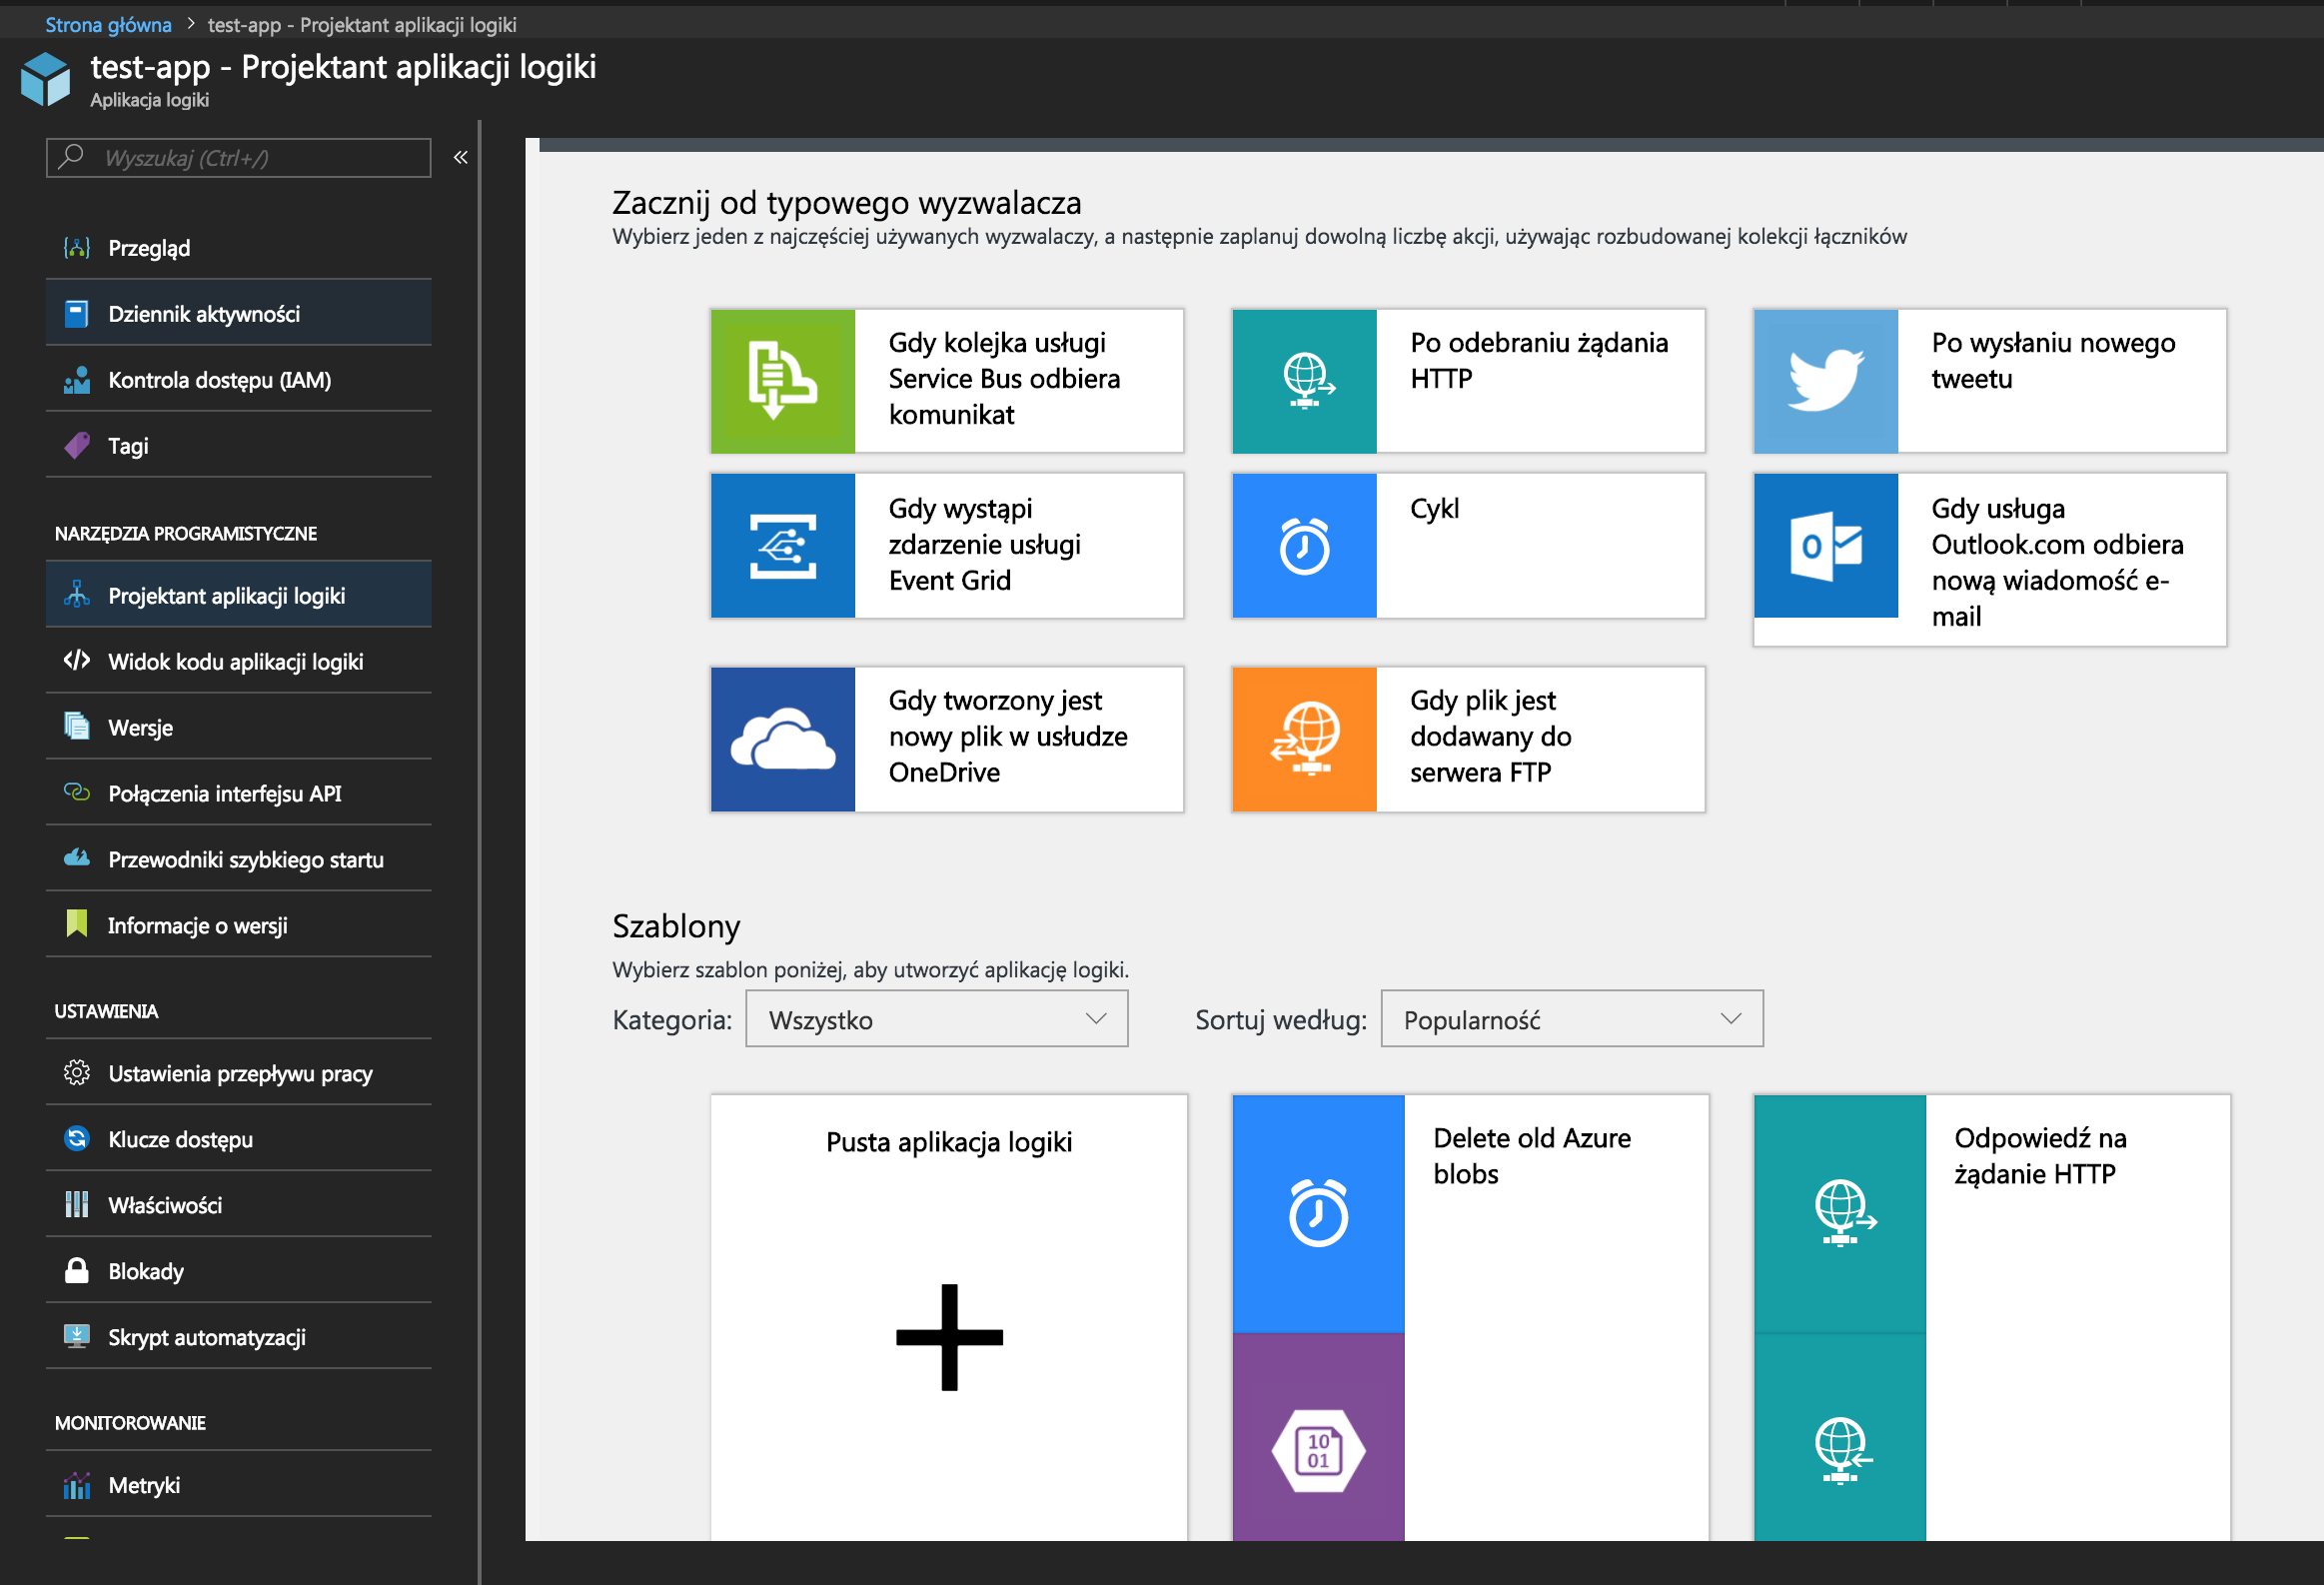 Strona główna > test-app - Projektant aplikacji logiki
test-app - Projektant aplikacji logiki
Aplikacja logiki
Wyszukaj (Ctrl+/)
«
Przegląd
Dziennik aktywności
Kontrola dostępu (IAM)
Tagi
NARZĘDZIA PROGRAMISTYCZNE
Projektant aplikacji logiki
Widok kodu aplikacji logiki
Wersje
Połączenia interfejsu API
Przewodniki szybkiego startu
Informacje o wersji
USTAWIENIA
Ustawienia przepływu pracy
Klucze dostępu
Właściwości
Blokady
Skrypt automatyzacji
MONITOROWANIE
Metryki
Zacznij od typowego wyzwalacza
Wybierz jeden z najczęściej używanych wyzwalaczy, a następnie zaplanuj dowolną liczbę akcji, używając rozbudowanej kolekcji łączników
Gdy kolejka usługi
Service Bus odbiera
komunikat
Po odebraniu żądania
HTTP
Po wysłaniu nowego
tweetu
Gdy wystąpi
zdarzenie usługi
Event Grid
Cykl
Gdy usługa
Outlook.com odbiera
nową wiadomość e-
mail
Gdy tworzony jest
nowy plik w usłudze
OneDrive
Gdy plik jest
dodawany do
serwera FTP
Szablony
Wybierz szablon poniżej, aby utworzyć aplikację logiki.
Kategoria: Wszystko
Sortuj według: Popularność
Pusta aplikacja logiki
Delete old Azure
blobs
10
01
Odpowiedź na
żądanie HTTP